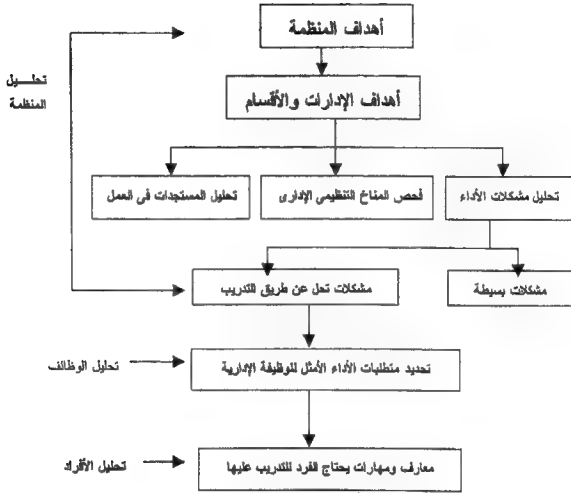 أهداف المنظمة
تحليل
المنظمة
أهداف الإدارات والأقسام
تحليل مشكلات الأداء
فحص المناخ التنظيمى الإدارى
تحليل المستجدات فى العمل
مشكلات بسيطة
مشكلات تحل عن طريق التدريب
تحليل الوظائف
تحديد متطلبات الأداء الأمثل للوظيفة الإدارية
تحليل الأفراد
معارف ومهارات يحتاج الفرد للتدريب عليها